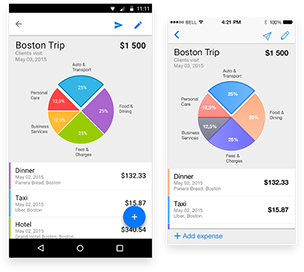 11:11
Boston Trip
$1 500
Clients visit
May 03, 2015
Auto &
Transport
25%
Personal
Care
12,5%
25%
Food &
Dining
12,5%
Business
Services
25%
Fees &
Charges
Dinner
May 02, 2015
Panera Bread, Boston
$132.33
Taxi
May 02, 2015
Uber, Boston
$15.87
Hotel
May 02, 2015
$340.54
BELL
4:21 PM
100%
Boston Trip
$1 500
Clients visit
May 03, 2015
Auto &
Transport
25%
Personal
Care
12,5%
25%
Food &
Dining
12,5%
Business
Services
25%
Fees &
Charges
Dinner
May 02, 2015
Panera Bread, Boston
$132.33
Taxi
May 02, 2015
Uber, Boston
$15.87
+ Add expense